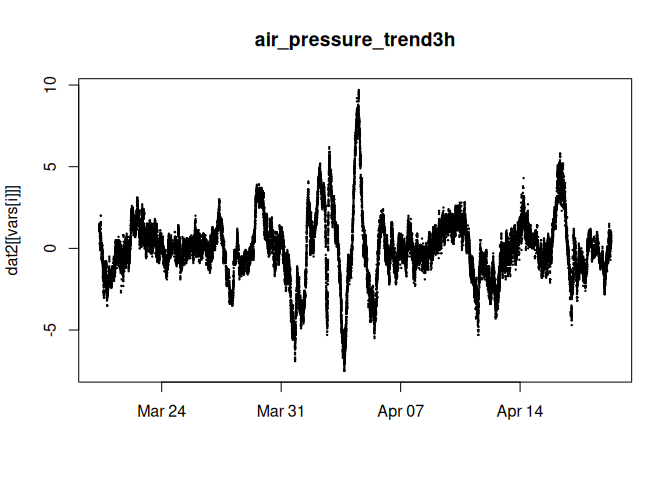 air_pressure_trend3h
dat2[[vars[i]]]
10
5
0
-5
Mar 24
Mar 31
Apr 07
Apr 14